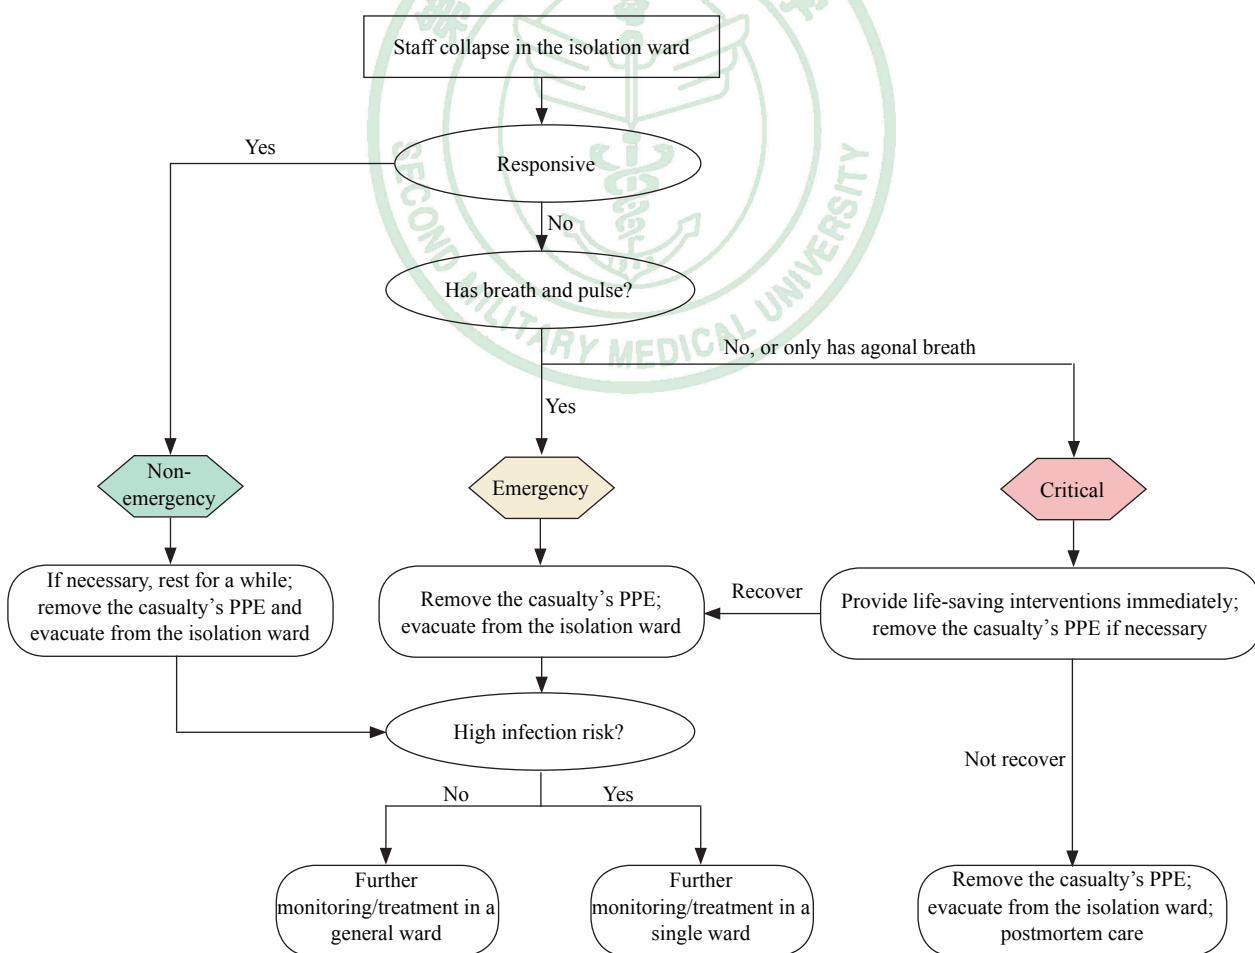 Staff collapse in the isolation ward
Yes
Responsive
No
Has breath and pulse?
No, or only has agonal breath
Yes
Non-
emergency
Emergency
Critical
If necessary, rest for a while;
remove the casualty's PPE and
evacuate from the isolation ward
Remove the casualty's PPE;
evacuate from the isolation ward
Recover
Provide life-saving interventions immediately;
remove the casualty's PPE if necessary
High infection risk?
Not recover
No
Yes
Further
monitoring/treatment in a
general ward
Further
monitoring/treatment in a
single ward
Remove the casualty's PPE;
evacuate from the isolation ward;
postmortem care
SECOND MILITARY MEDICAL UNIVERSITY